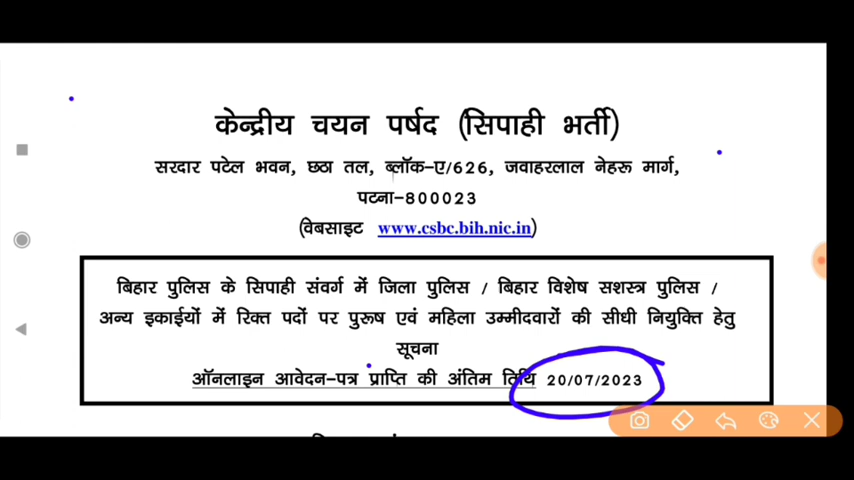 केन्द्रीय चयन पर्षद (सिपाही भर्ती)
सरदार पटेल भवन, छठा तल, ब्लॉक-ए/626, जवाहरलाल नेहरू मार्ग,
पटना-800023
(वेबसाइट www.csbc.bih.nic.in)
बिहार पुलिस के सिपाही संवर्ग में जिला पुलिस / बिहार विशेष सशस्त्र पुलिस /
अन्य इकाईयों में रिक्त पदों पर पुरूष एवं महिला उम्मीदवारों की सीधी नियुक्ति हेतु
सूचना
ऑनलाइन आवेदन-पत्र प्राप्ति की अंतिम तिथि 20/07/2023